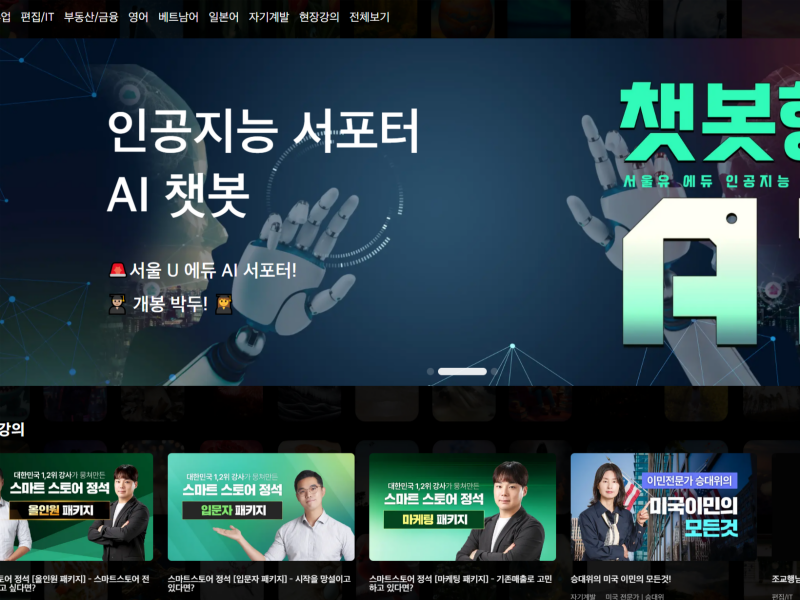 업 편집/IT 부동산/금융 영어 베트남어 일본어 자기계발 현장강의 전체보기
인공지능 서포터
AI 챗봇
🚨서울 U 에듀 AI 서포터!
👨🏼‍🎓 개봉 박두! 👩‍🎓
챗봇
서울유 에듀 인공지능
A
강의
대한민국 1,2위 강사가 뭉쳐만든
스마트 스토어 정석
올인원 패키지
대한민국 1,2위 강사가 뭉쳐만든
스마트 스토어 정석
입문자 패키지
대한민국 1,2위 강사가 뭉쳐만든
스마트 스토어 정석
마케팅 패키지
이민전문가 승대위의
미국이민의
모든것
토어 정석 [올인원 패키지] - 스마트스토어 전
고 싶다면?
스마트 스토어 정석 [입문자 패키지] - 시작을 망설이고
있다면?
스마트 스토어 정석 [마케팅 패키지] - 기존매출로 고민
하고 있다면?
승대위의 미국 이민의 모든것!
자기계발 미국 전문가 | 승대위
조교행님
편집/IT